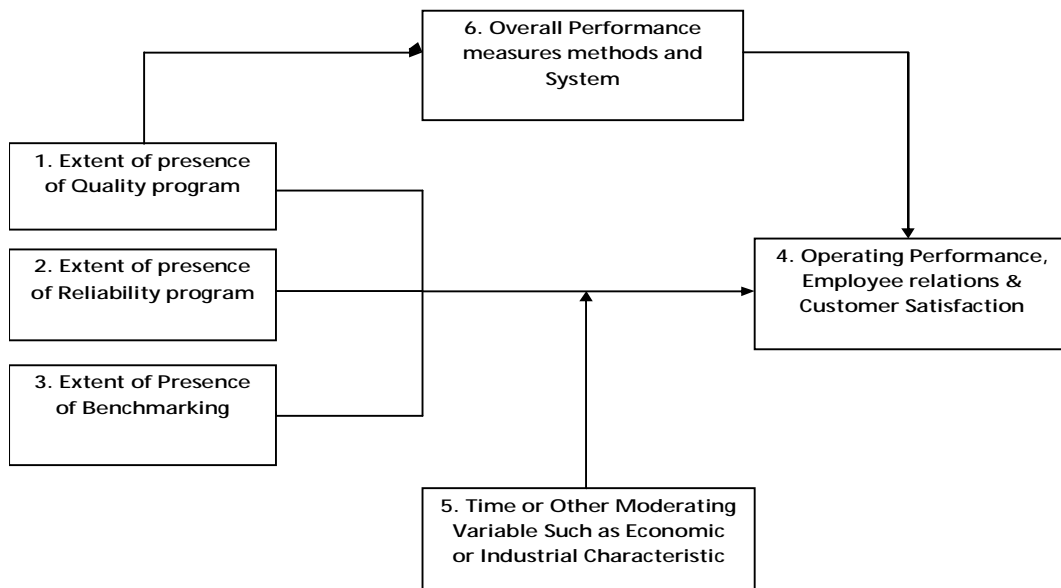 6. Overall Performance
measures methods and
System
1. Extent of presence
of Quality program
2. Extent of presence
of Reliability program
4. Operating Performance,
Employee relations &
Customer Satisfaction
3. Extent of Presence
of Benchmarking
5. Time or Other Moderating
Variable Such as Economic
or Industrial Characteristic